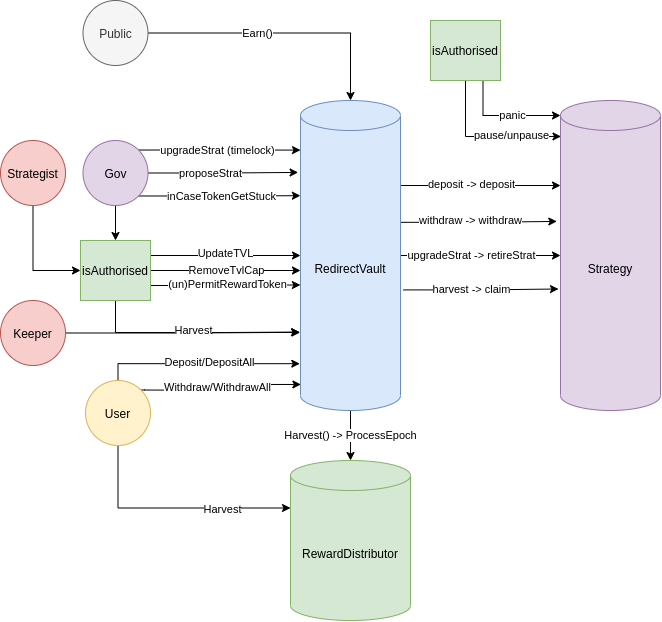 Public
Earn()
isAuthorised
panic
pause/unpause
Strategist
Gov
upgradeStrat (timelock)
proposeStrat
inCaseTokenGetStuck
deposit -> deposit
withdraw -> withdraw
upgradeStrat -> retireStrat
harvest -> claim
isAuthorised
UpdateTVL
RemoveTvlCap
(un)PermitRewardToken
RedirectVault
Strategy
Keeper
Harvest
Deposit/DepositAll
Withdraw/WithdrawAll
User
Harvest() -> ProcessEpoch
Harvest
RewardDistributor